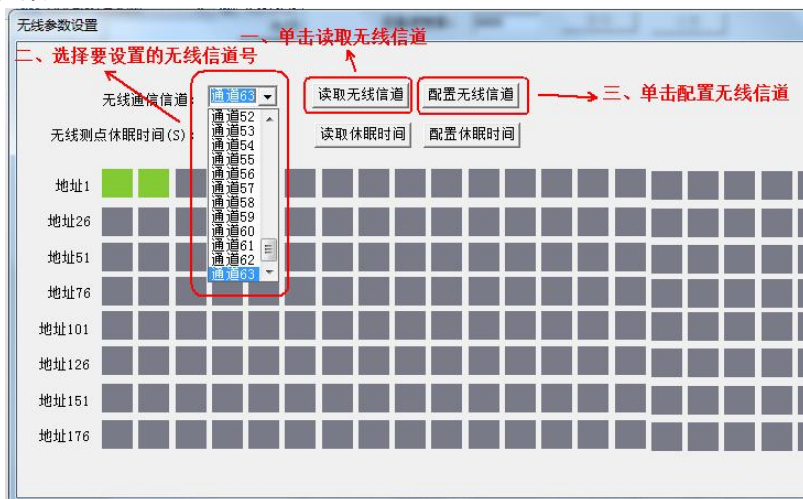 无线参数设置
一、单击读取无线信道
二、选择要设置的无线信道号
无线通信信道： 通道63 读取无线信道 配置无线信道
三、单击配置无线信道
无线测点休眠时间(S)： 读取休眠时间 配置休眠时间
通道52
通道53
通道54
通道55
通道56
通道57
通道58
通道59
通道60
通道61
通道62
通道63
地址1
地址26
地址51
地址76
地址101
地址126
地址151
地址176